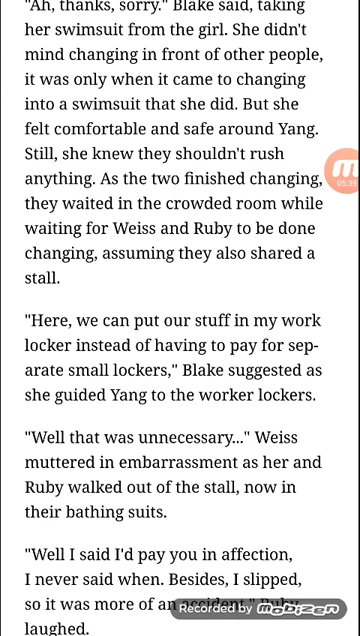 "Ah, thanks, sorry." Blake said, taking
her swimsuit from the girl. She didn't
mind changing in front of other people,
it was only when it came to changing
into a swimsuit that she did. But she
felt comfortable and safe around Yang.
Still, she knew they shouldn't rush
anything. As the two finished changing,
they waited in the crowded room while
waiting for Weiss and Ruby to be done
changing, assuming they also shared a
stall.
05:39
"Here, we can put our stuff in my work
locker instead of having to pay for sep-
arate small lockers," Blake suggested as
she guided Yang to the worker lockers.
"Well that was unnecessary..." Weiss
muttered in embarrassment as her and
Ruby walked out of the stall, now in
their bathing suits.
"Well I said I'd pay you in affection,
I never said when. Besides, I slipped,
so it was more of an accident." Ruby
Recorded by mobizen
laughed.